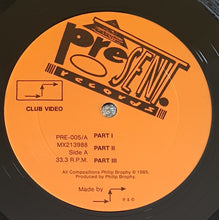 preSENT.
records
CLUB VIDEO
PRE-005/A
MX213988
Side A
33.3 R.P.M.
PART I
PART II
PART III
All Compositions Philip Brophy © 1985.
Produced by Philip Brophy.
Made by